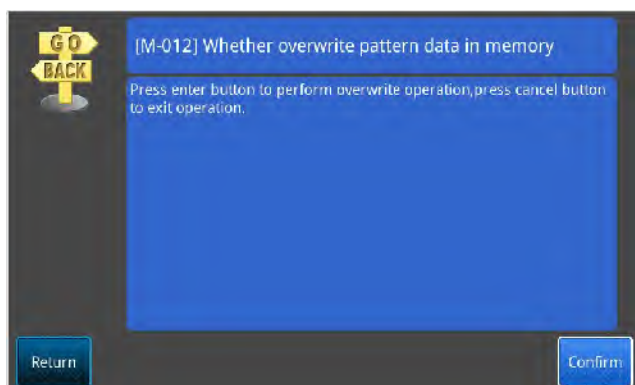 GO
BACK
[M-012] Whether overwrite pattern data in memory
Press enter button to perform overwrite operation,press cancel button
to exit operation.
Return
Confirm